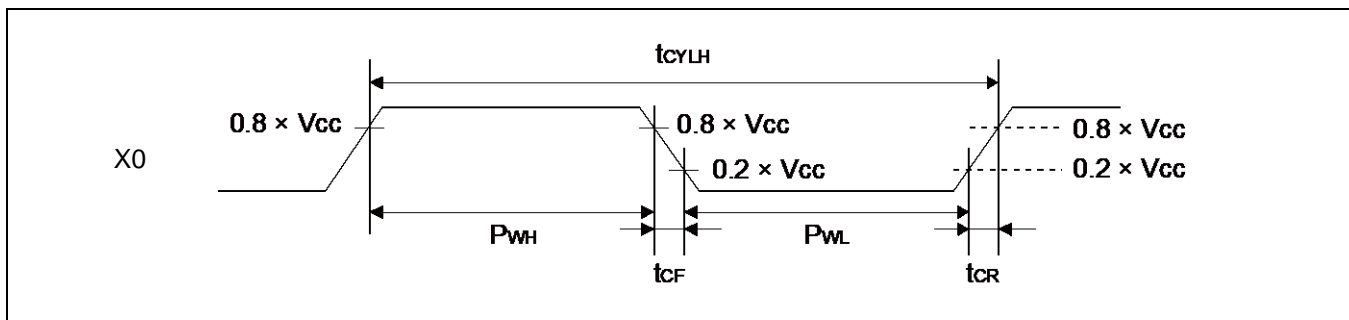 tCYLH
0.8 × Vcc
0.8 × Vcc
0.8 × Vcc
X0
0.2 × Vcc
0.2 × Vcc
PWH
PWL
tCF
tCR